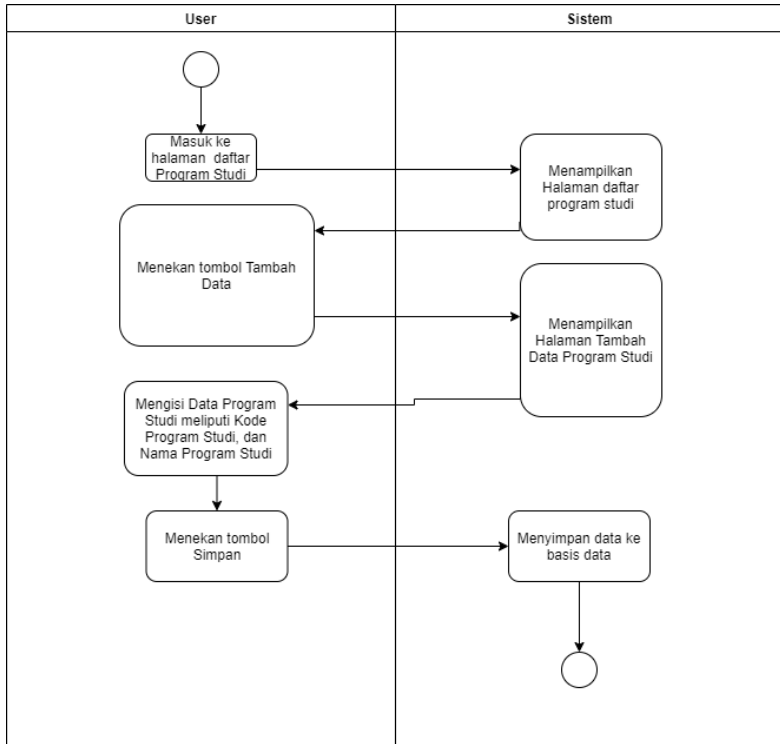 User
Sistem
Masuk ke
halaman daftar
Program Studi
Menampilkan
Halaman daftar
program studi
Menekan tombol Tambah
Data
Menampilkan
Halaman Tambah
Data Program Studi
Mengisi Data Program
Studi meliputi Kode
Program Studi, dan
Nama Program Studi
Menekan tombol
Simpan
Menyimpan data ke
basis data